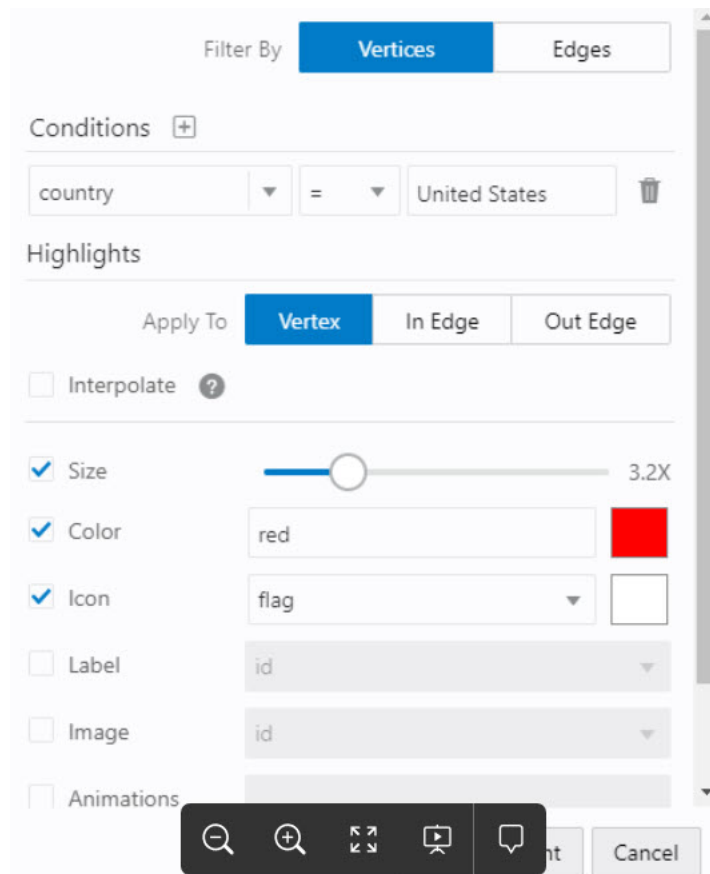 Filter By Vertices Edges
Conditions
country = United States
Highlights
Apply To Vertex In Edge Out Edge
Interpolate ?
Size 3.2X
Color red
Icon flag
Label id
Image id
Animations
Cancel